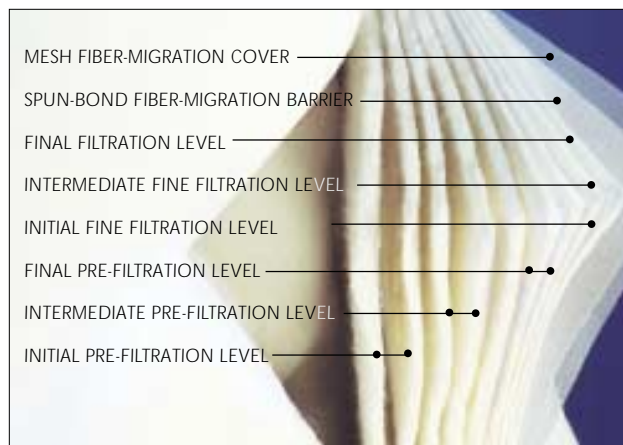 MESH FIBER-MIGRATION COVER
SPUN-BOND FIBER-MIGRATION BARRIER
FINAL FILTRATION LEVEL
INTERMEDIATE FINE FILTRATION LEVEL
INITIAL FINE FILTRATION LEVEL
FINAL PRE-FILTRATION LEVEL
INTERMEDIATE PRE-FILTRATION LEVEL
INITIAL PRE-FILTRATION LEVEL